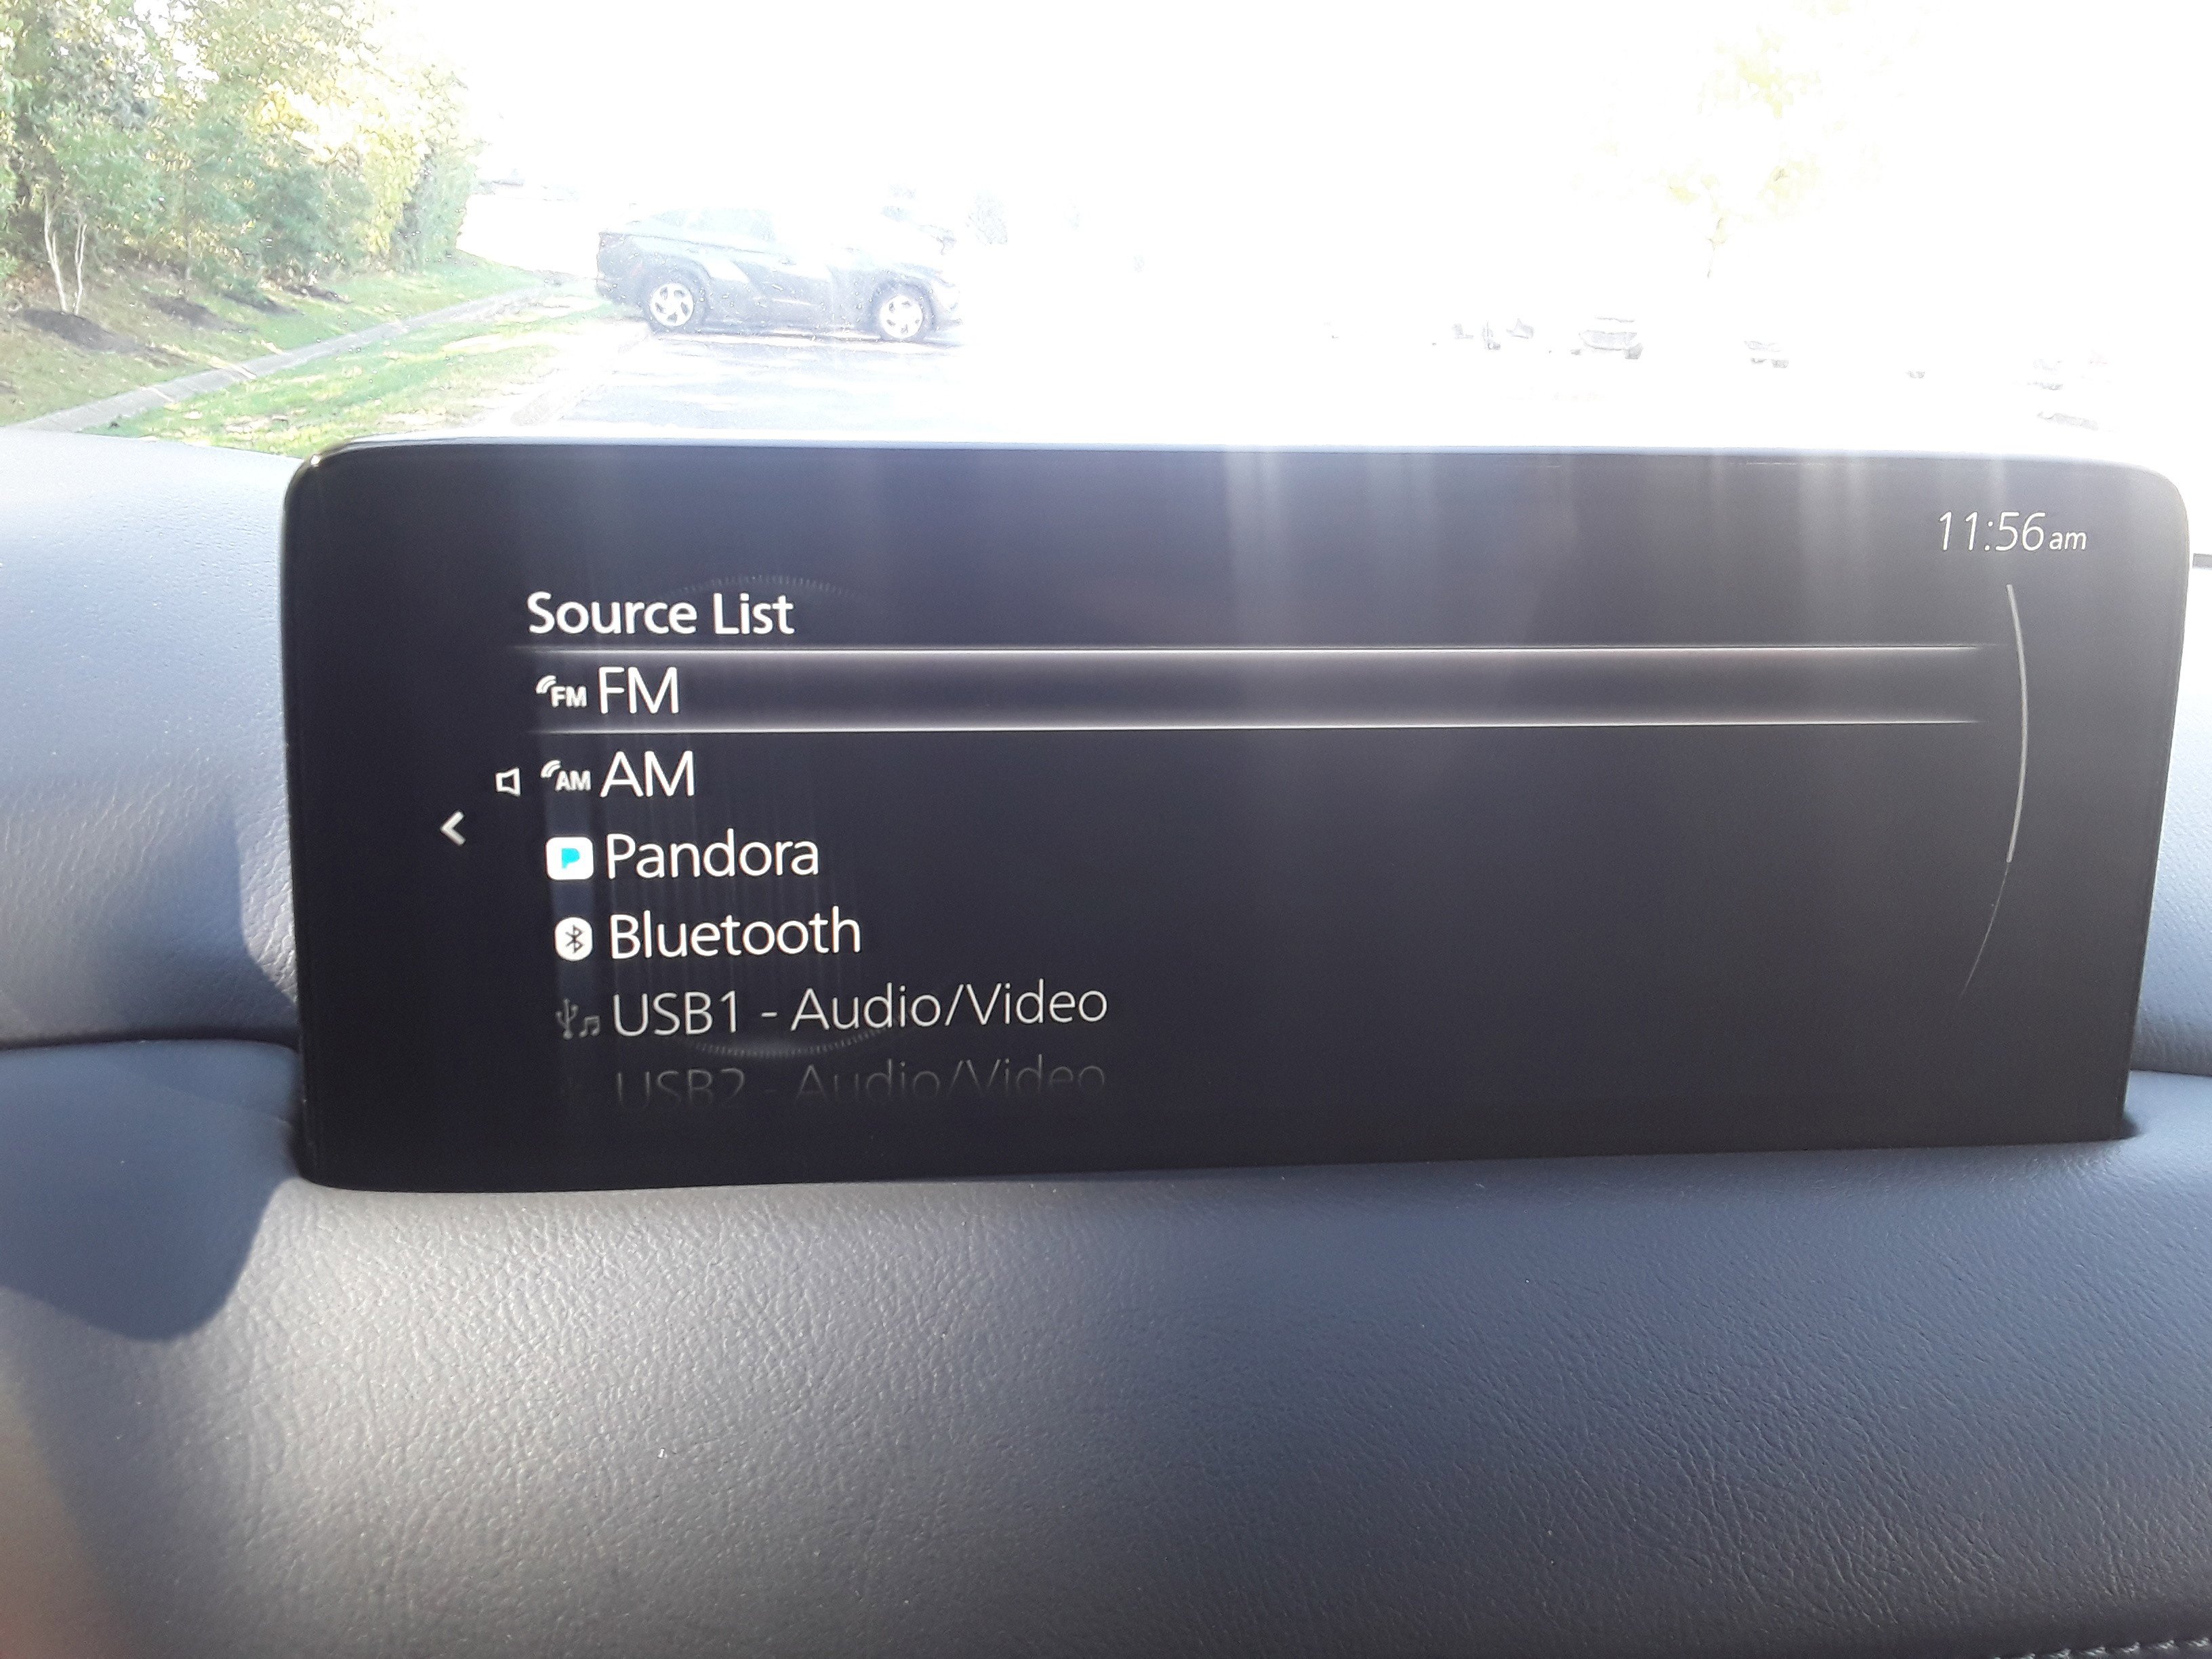 11:56am
Source List
FM FM
AM AM
P Pandora
Bluetooth
USB1 - Audio/Video
USB2 - Audio/Video